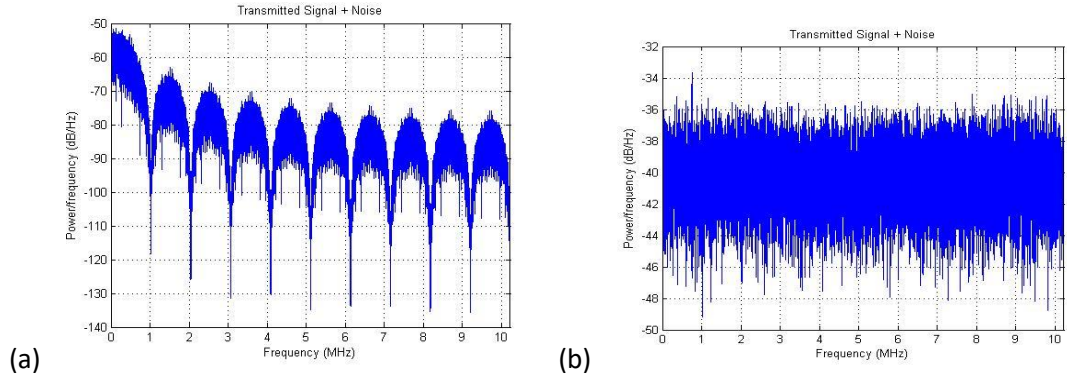 Transmitted Signal + Noise
-50
-60
-70
-80
-90
-100
-110
-120
-130
-140
Power/frequency (dB/Hz)
0 1 2 3 4 5 6 7 8 9 10
Frequency (MHz)
(a)
Transmitted Signal + Noise
-32
-34
-36
-38
-40
-42
-44
-46
-48
-50
Power/frequency (dB/Hz)
0 1 2 3 4 5 6 7 8 9 10
Frequency (MHz)
(b)